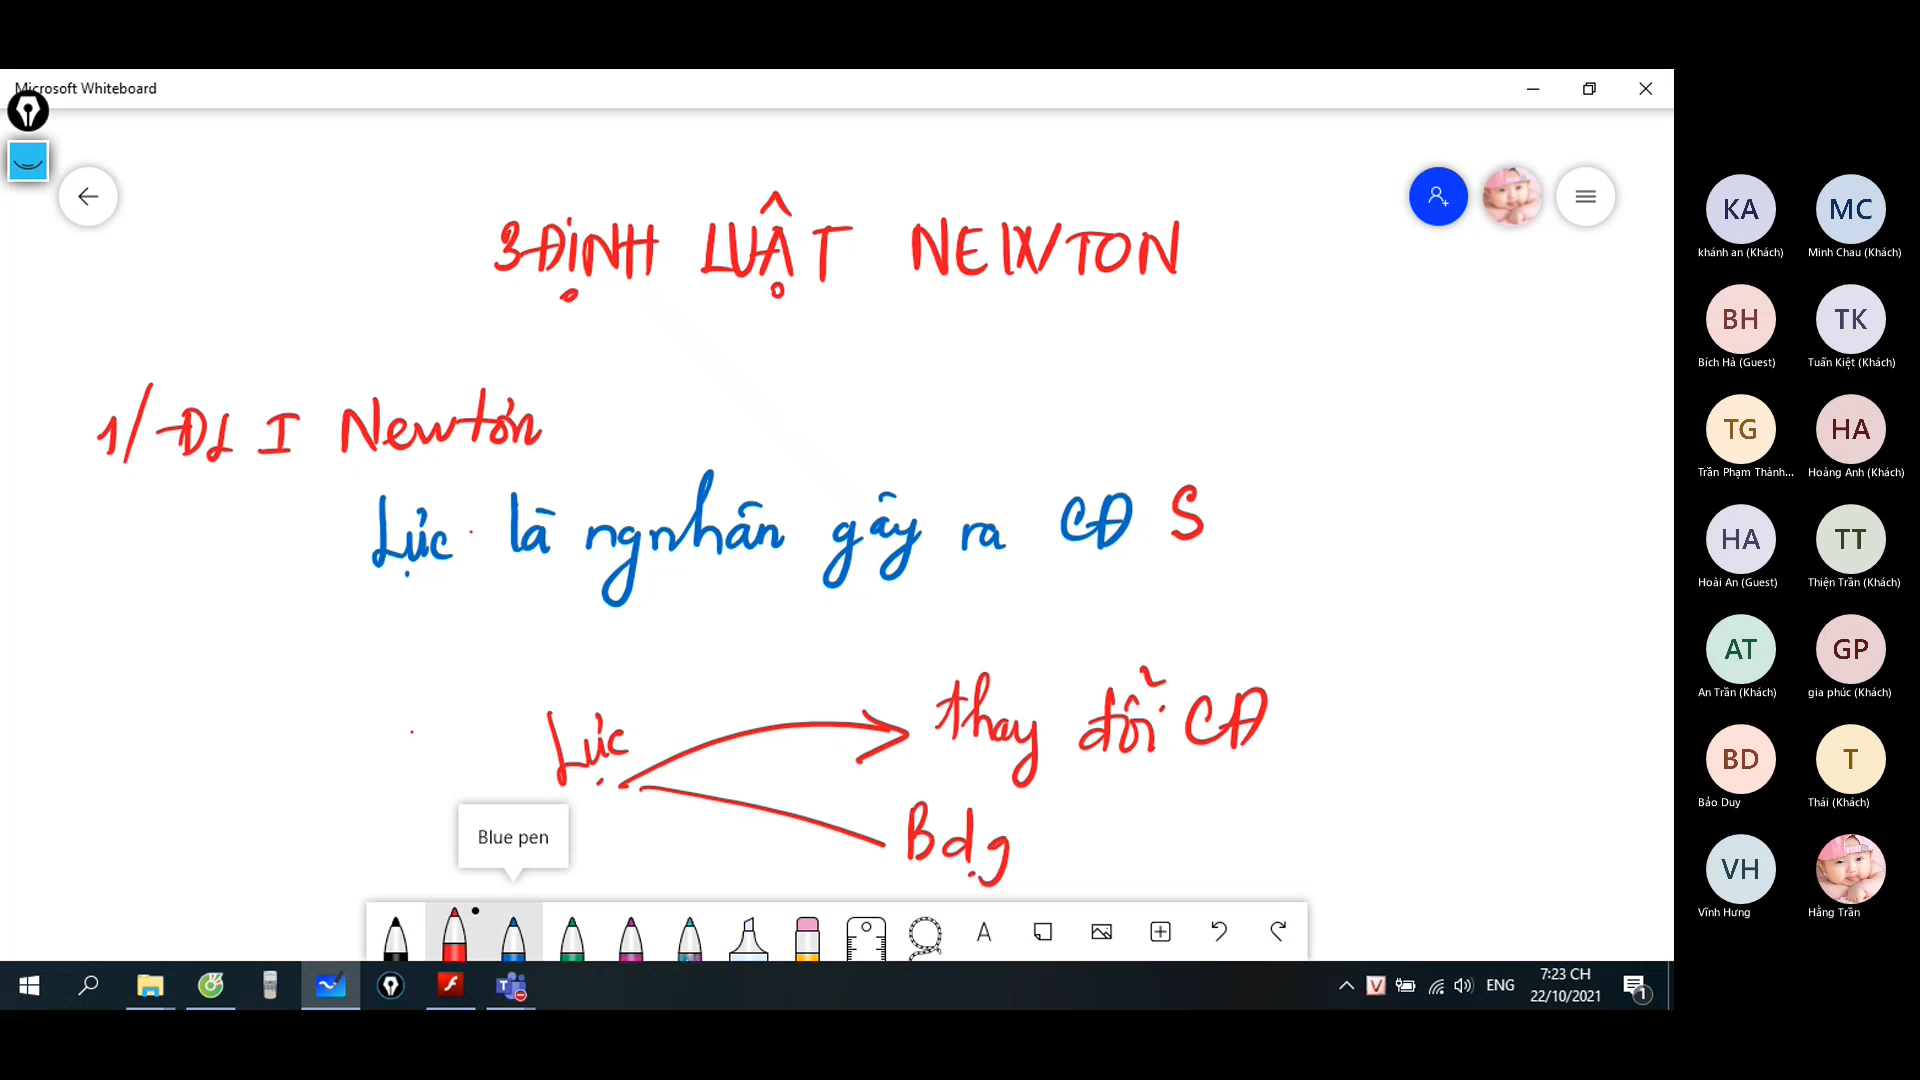 Microsoft Whiteboard
3 ĐỊNH LUẬT NEWTON
1/ ĐL I Newtơn
Lực là ngnhân gây ra CĐ S
Lực
thay đổi CĐ
Bdg
Blue pen
KA
khánh an (Khách)
MC
Minh Chau (Khách)
BH
Bích Hà (Guest)
TK
Tuấn Kiệt (Khách)
TG
Trần Phạm Thành...
HA
Hoàng Anh (Khách)
HA
Hoài An (Guest)
TT
Thiện Trần (Khách)
AT
An Trần (Khách)
GP
gia phúc (Khách)
BD
Bảo Duy
T
Thái (Khách)
VH
Vĩnh Hưng
Hằng Trần
A
V
ENG
7:23 CH
22/10/2021
1